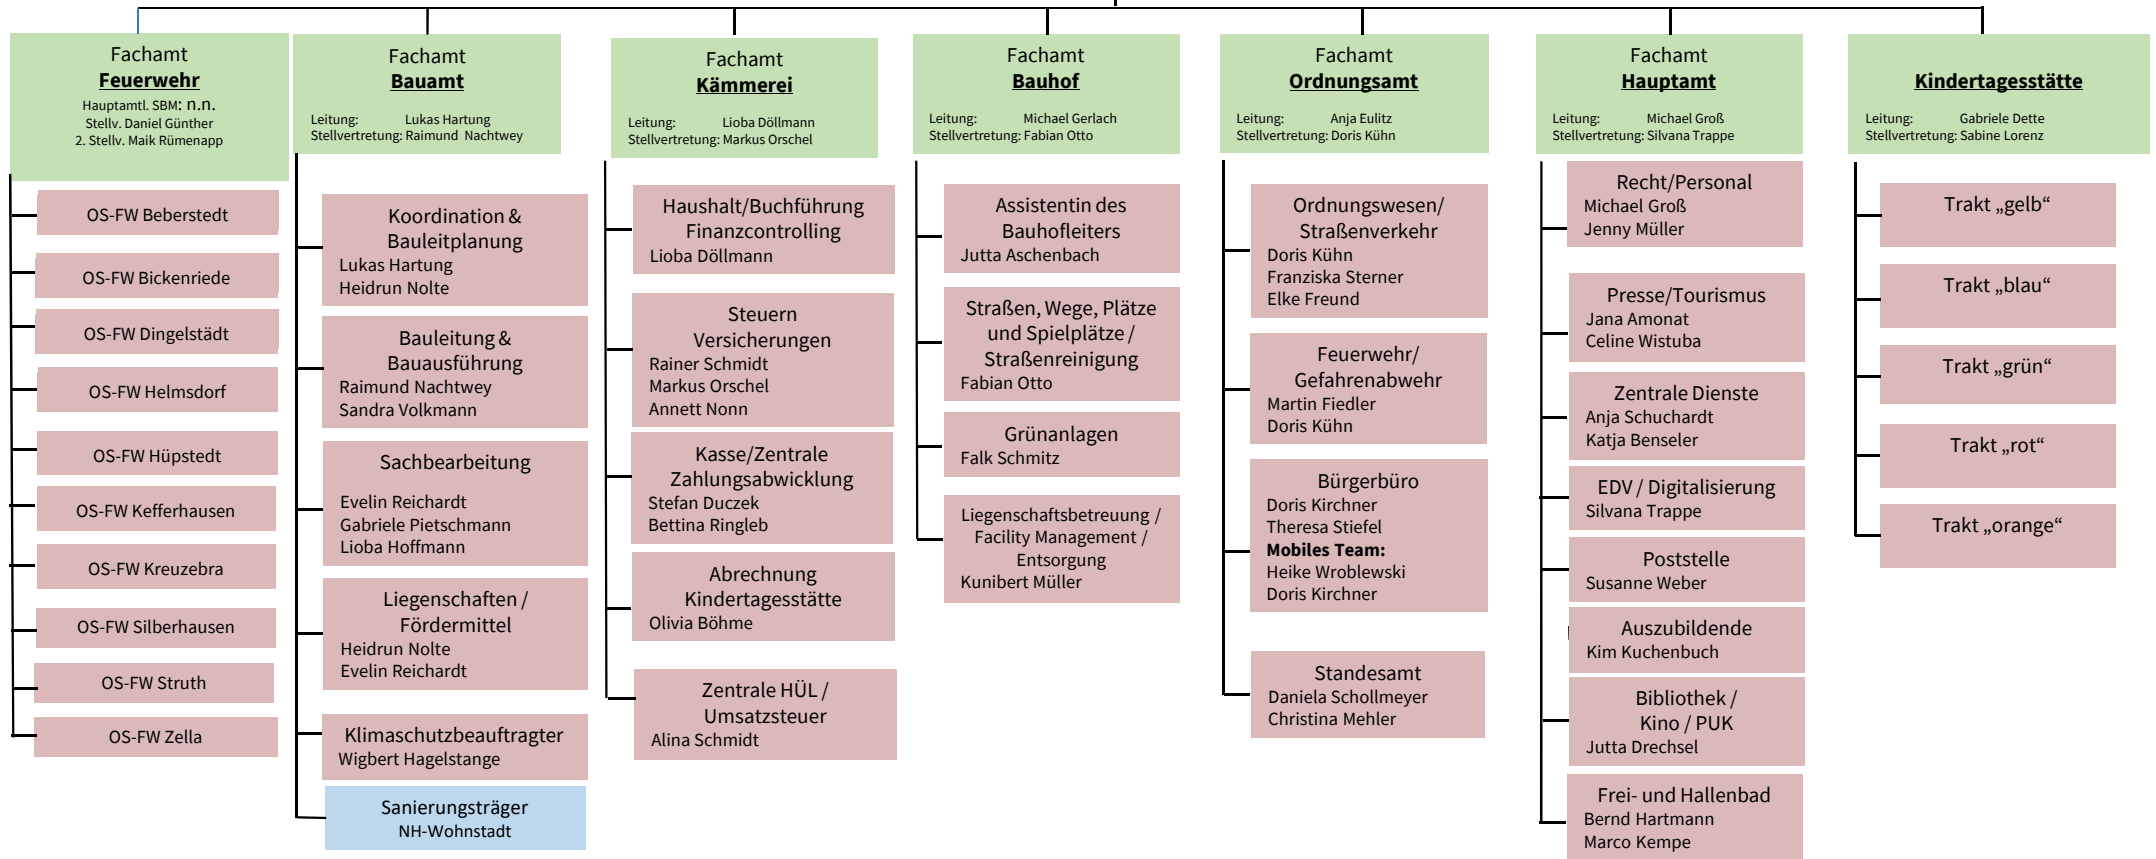 Fachamt
Feuerwehr
Hauptamtl. SBM: n.n.
Stellv. Daniel Günther
2. Stellv. Maik Rümenapp
OS-FW Beberstedt
OS-FW Bickenriede
OS-FW Dingelstädt
OS-FW Helmsdorf
OS-FW Hüpstedt
OS-FW Kefferhausen
OS-FW Kreuzebra
OS-FW Silberhausen
OS-FW Struth
OS-FW Zella
Fachamt
Bauamt
Leitung: Lukas Hartung
Stellvertretung: Raimund Nachtwey
Koordination &
Bauleitplanung
Lukas Hartung
Heidrun Nolte
Bauleitung &
Bauausführung
Raimund Nachtwey
Sandra Volkmann
Sachbearbeitung
Evelin Reichardt
Gabriele Pietschmann
Lioba Hoffmann
Liegenschaften /
Fördermittel
Heidrun Nolte
Evelin Reichardt
Klimaschutzbeauftragter
Wigbert Hagelstange
Sanierungsträger
NH-Wohnstadt
Fachamt
Kämmerei
Leitung: Lioba Döllmann
Stellvertretung: Markus Orschel
Haushalt/Buchführung
Finanzcontrolling
Lioba Döllmann
Steuern
Versicherungen
Rainer Schmidt
Markus Orschel
Annett Nonn
Kasse/Zentrale
Zahlungsabwicklung
Stefan Duczek
Bettina Ringleb
Abrechnung
Kindertagesstätte
Olivia Böhme
Zentrale HÜL /
Umsatzsteuer
Alina Schmidt
Fachamt
Bauhof
Leitung: Michael Gerlach
Stellvertretung: Fabian Otto
Assistentin des
Bauhofleiters
Jutta Aschenbach
Straßen, Wege, Plätze
und Spielplätze /
Straßenreinigung
Fabian Otto
Grünanlagen
Falk Schmitz
Liegenschaftsbetreuung /
Facility Management /
Entsorgung
Kunibert Müller
Fachamt
Ordnungsamt
Leitung: Anja Eulitz
Stellvertretung: Doris Kühn
Ordnungswesen/
Straßenverkehr
Doris Kühn
Franziska Sterner
Elke Freund
Feuerwehr/
Gefahrenabwehr
Martin Fiedler
Doris Kühn
Bürgerbüro
Doris Kirchner
Theresa Stiefel
Mobiles Team:
Heike Wroblewski
Doris Kirchner
Standesamt
Daniela Schollmeyer
Christina Mehler
Fachamt
Hauptamt
Leitung: Michael Groß
Stellvertretung: Silvana Trappe
Recht/Personal
Michael Groß
Jenny Müller
Presse/Tourismus
Jana Amonat
Celine Wistuba
Zentrale Dienste
Anja Schuchardt
Katja Benseler
EDV / Digitalisierung
Silvana Trappe
Poststelle
Susanne Weber
Auszubildende
Kim Kuchenbuch
Bibliothek /
Kino / PUK
Jutta Drechsel
Frei- und Hallenbad
Bernd Hartmann
Marco Kempe
Kindertagesstätte
Leitung: Gabriele Dette
Stellvertretung: Sabine Lorenz
Trakt „gelb“
Trakt „blau“
Trakt „grün“
Trakt „rot“
Trakt „orange“